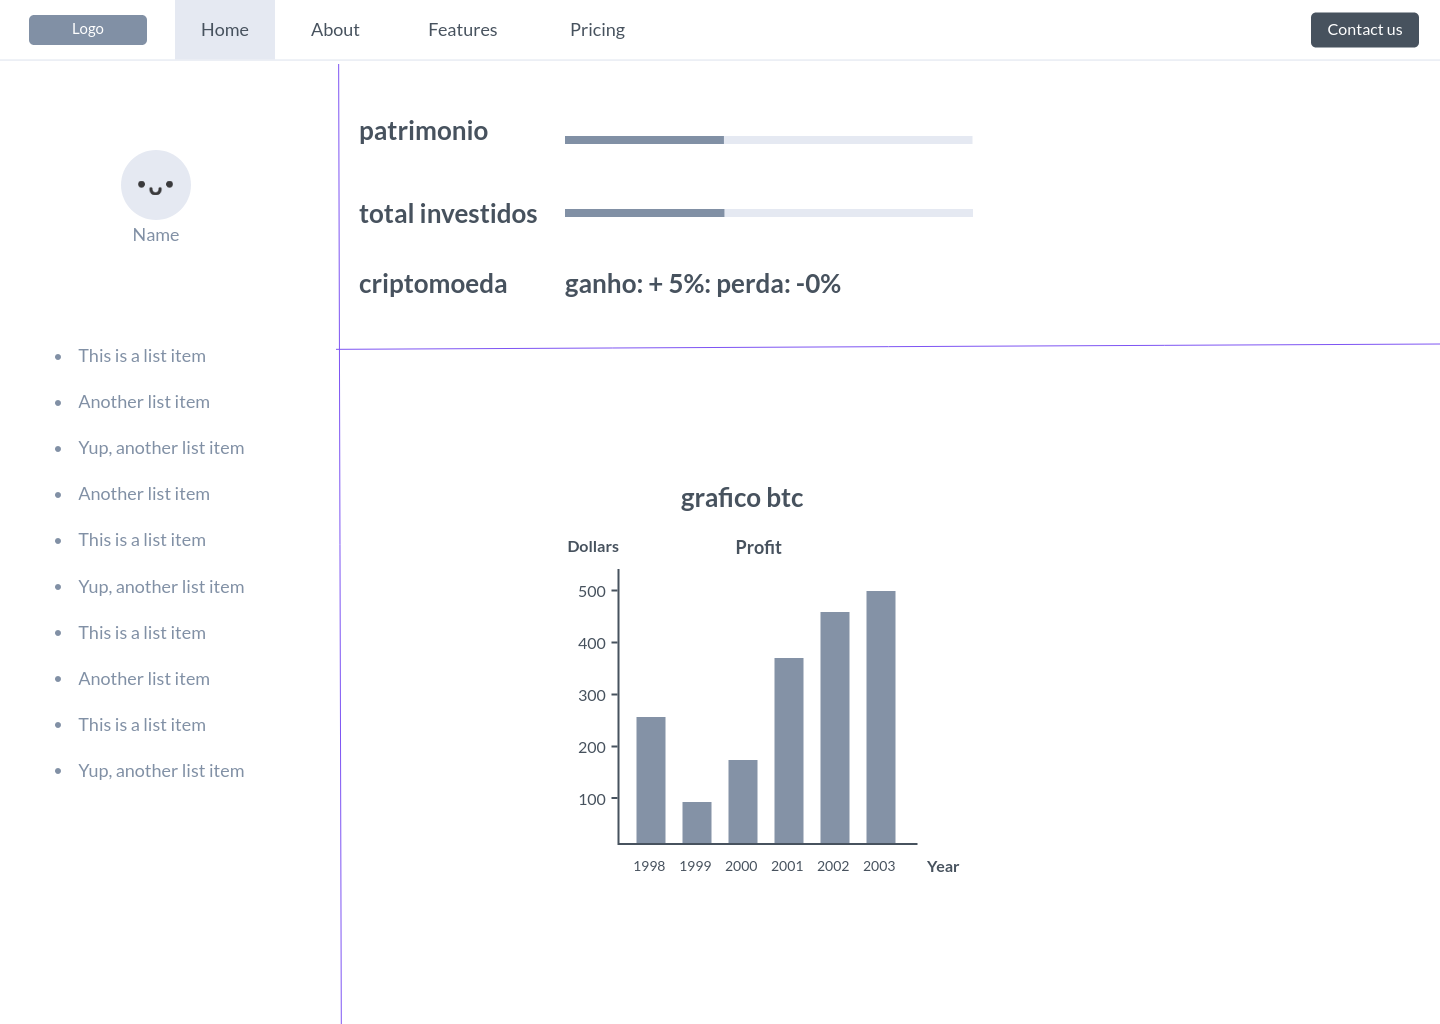 Logo
Home
About
Features
Pricing
Contact us
Name
• This is a list item
• Another list item
• Yup, another list item
• Another list item
• This is a list item
• Yup, another list item
• This is a list item
• Another list item
• This is a list item
• Yup, another list item
patrimonio
total investidos
criptomoeda ganho: + 5%: perda: -0%
grafico btc
Dollars
Profit
500
400
300
200
100
1998 1999 2000 2001 2002 2003
Year